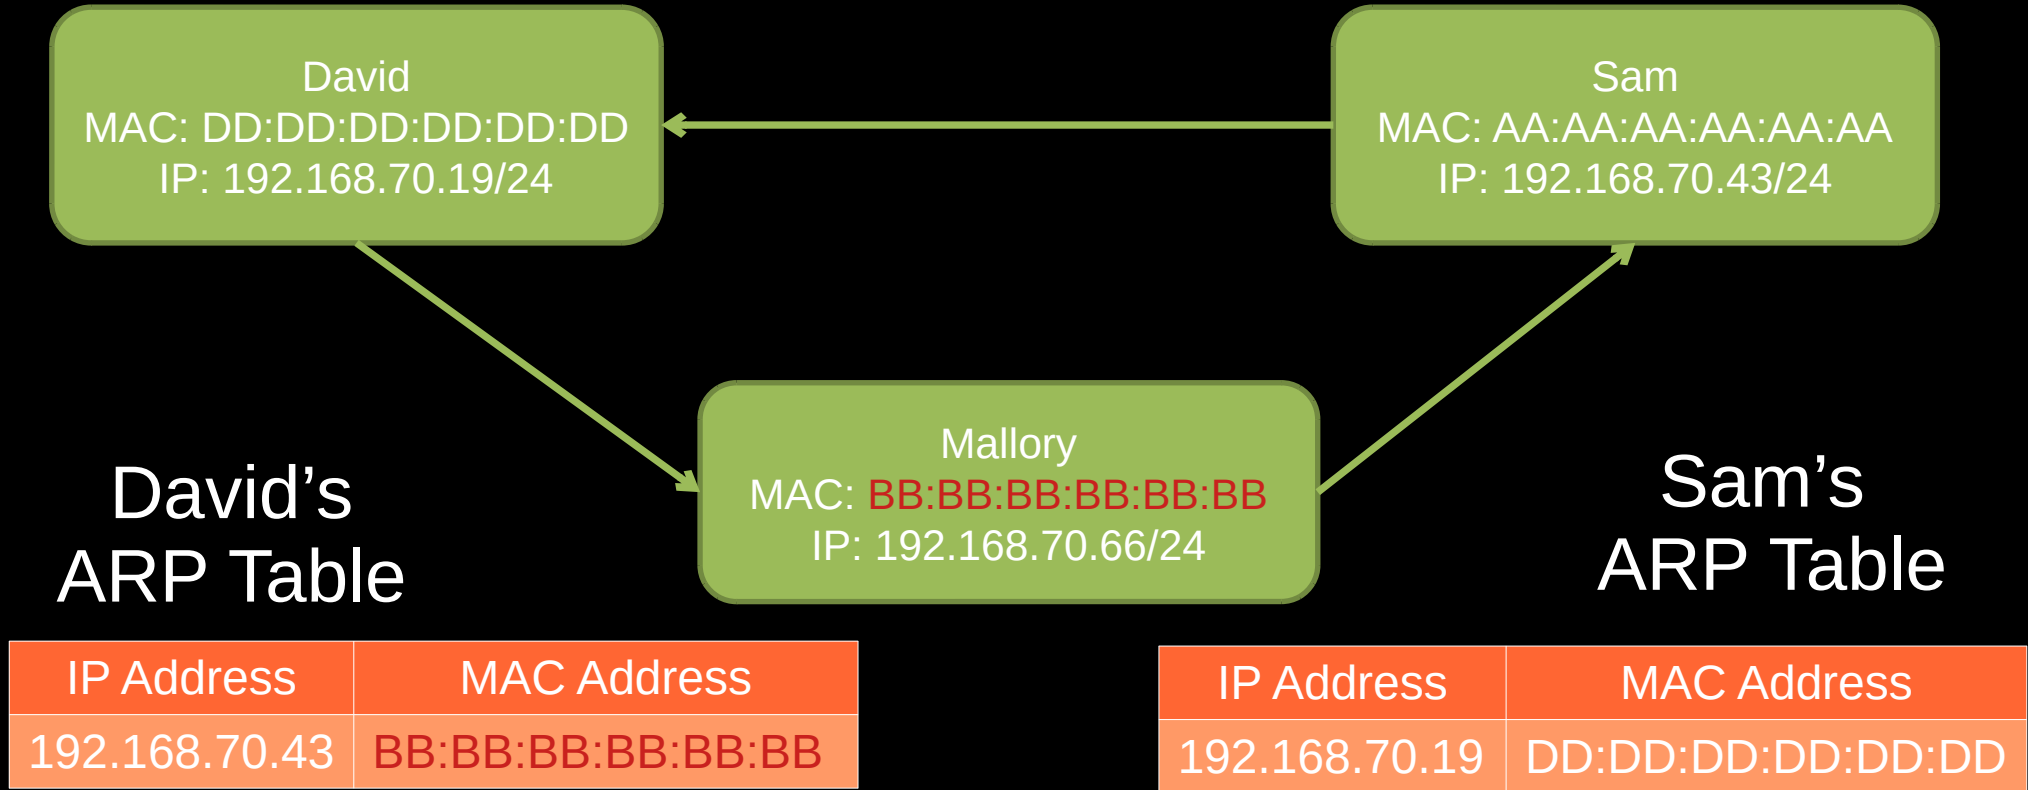 David
MAC: DD:DD:DD:DD:DD:DD
IP: 192.168.70.19/24
Sam
MAC: AA:AA:AA:AA:AA:AA
IP: 192.168.70.43/24
Mallory
MAC: BB:BB:BB:BB:BB:BB
IP: 192.168.70.66/24
David’s
ARP Table
IP Address MAC Address
192.168.70.43 BB:BB:BB:BB:BB:BB
Sam’s
ARP Table
IP Address MAC Address
192.168.70.19 DD:DD:DD:DD:DD:DD